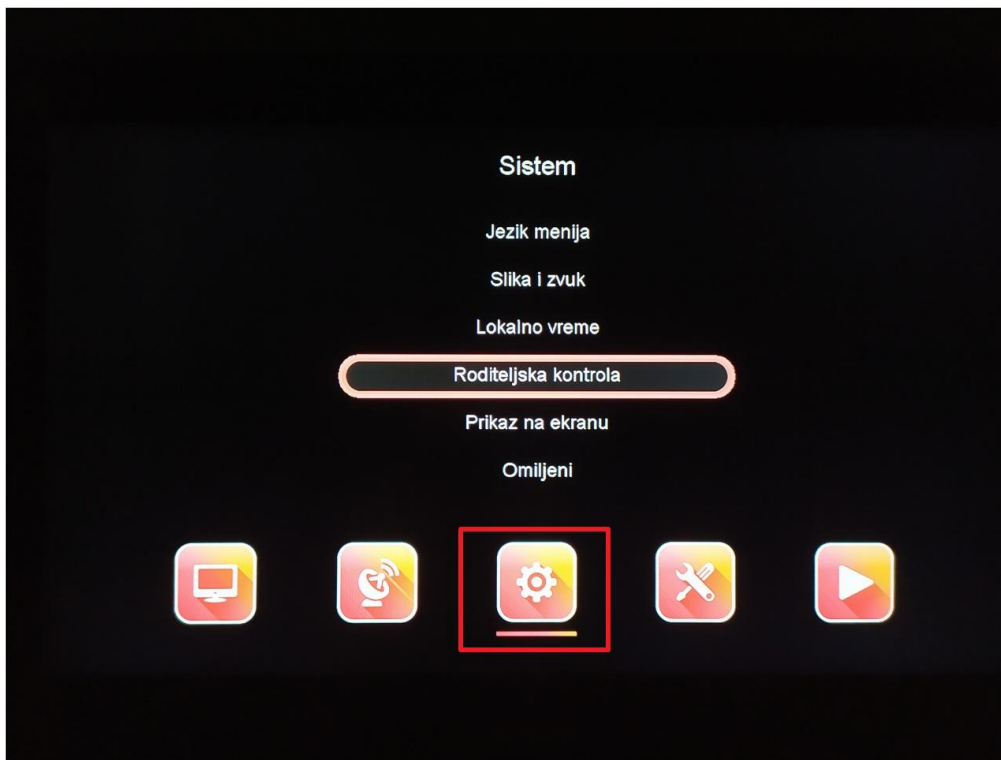 Sistem
Jezik menija
Slika i zvuk
Lokalno vreme
Roditeljska kontrola
Prikaz na ekranu
Omiljeni